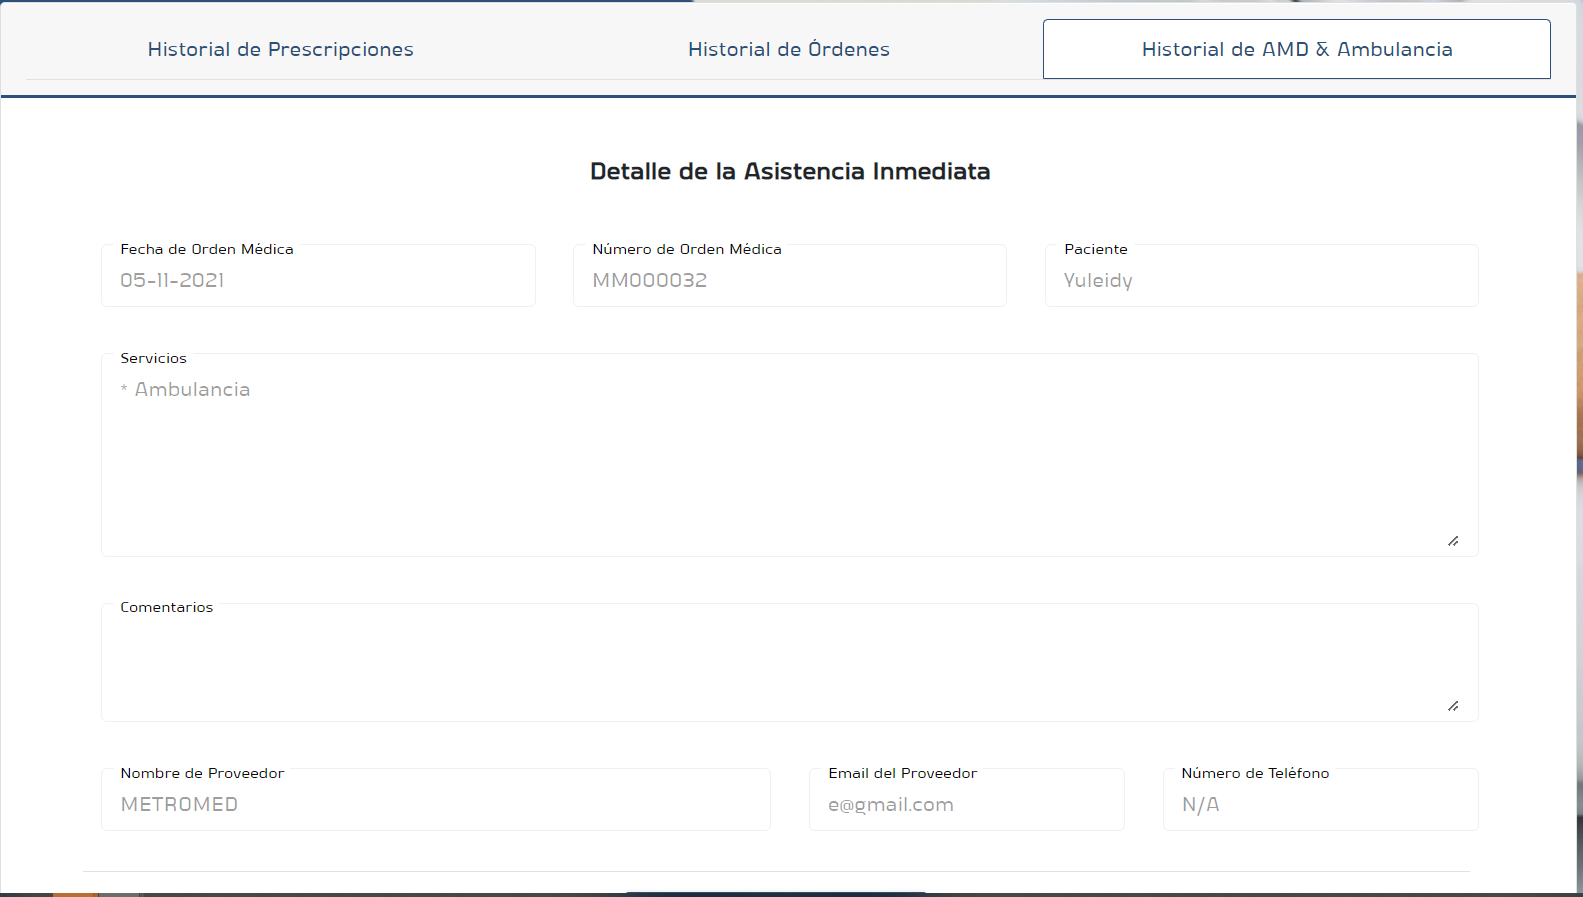 Historial de Prescripciones
Historial de Órdenes
Historial de AMD & Ambulancia
Detalle de la Asistencia Inmediata
Fecha de Orden Médica
05-11-2021
Número de Orden Médica
MM000032
Paciente
Yuleidy
Servicios
* Ambulancia
Comentarios
Nombre de Proveedor
METROMED
Email del Proveedor
e@gmail.com
Número de Teléfono
N/A